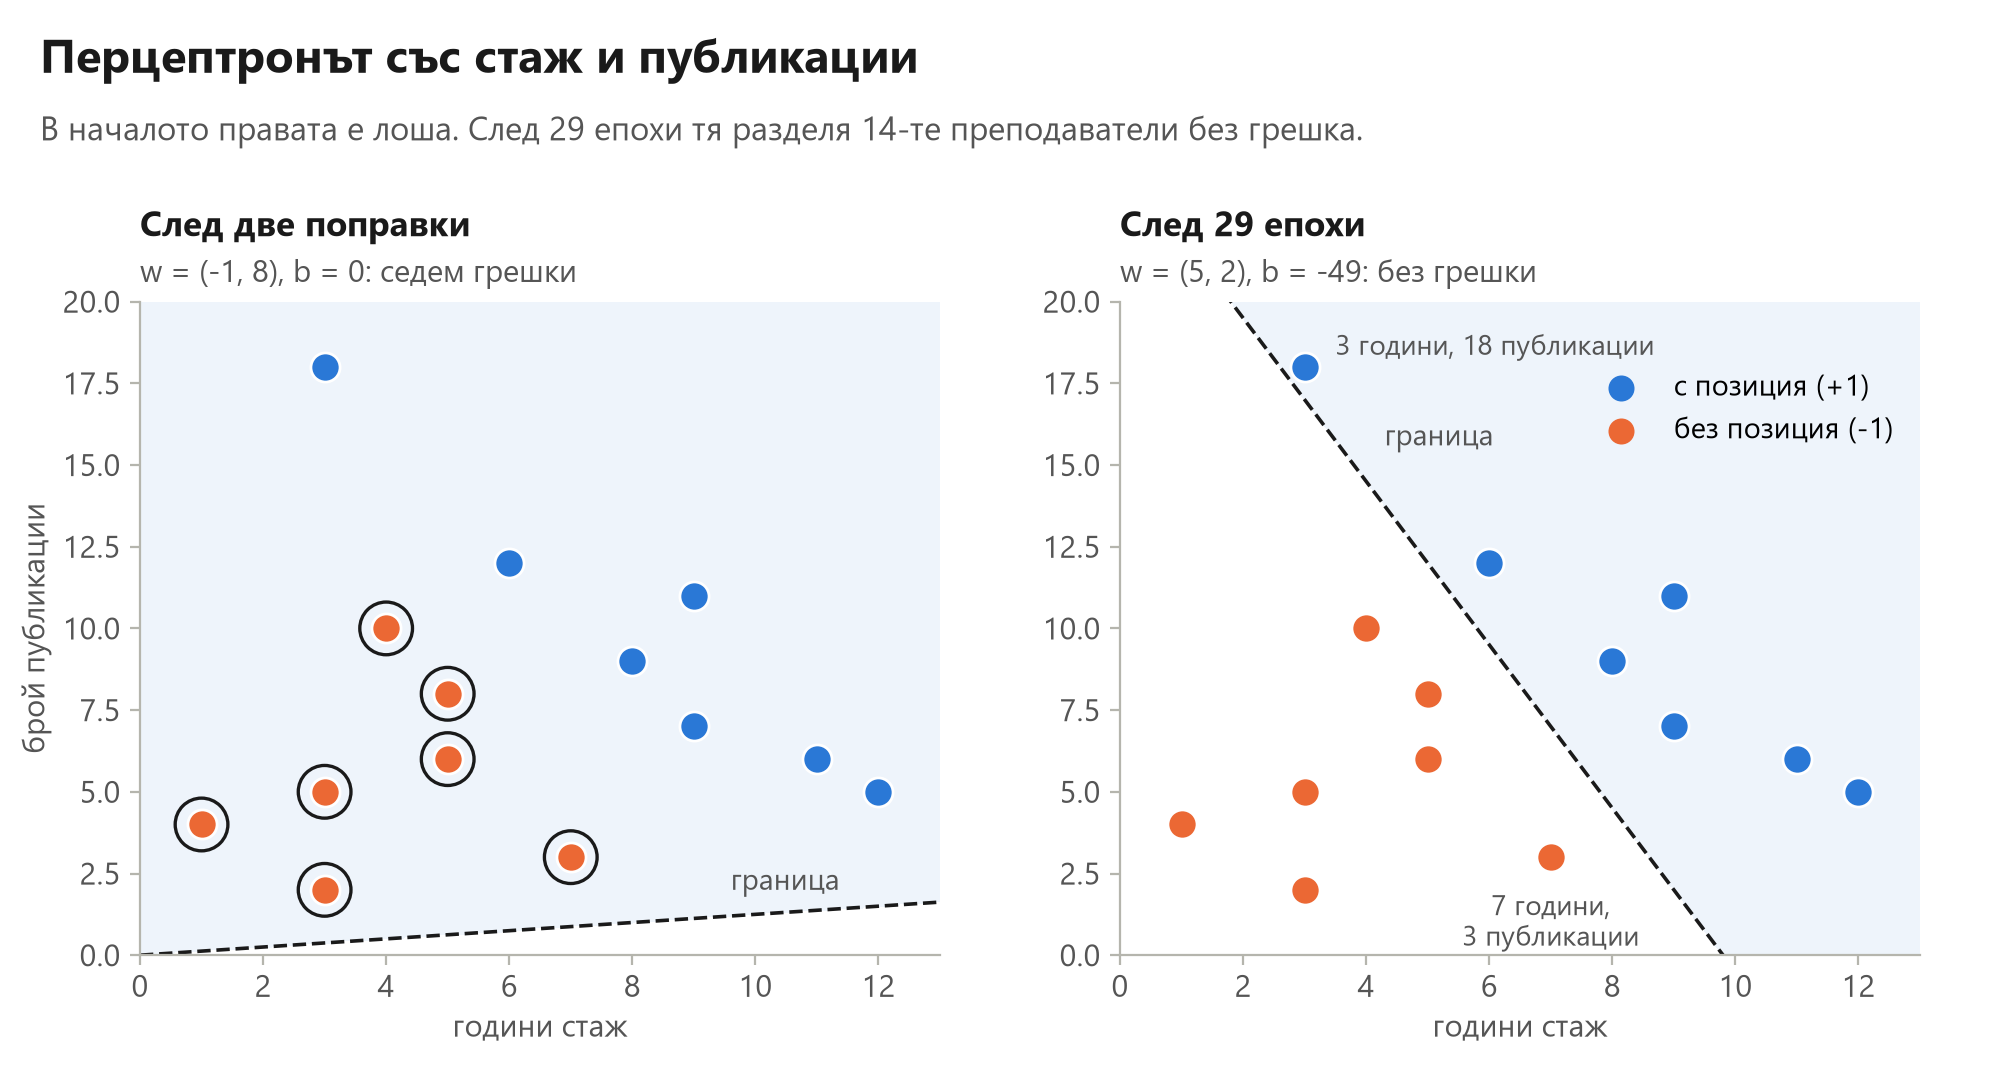 Перцептронът със стаж и публикации
В началото правата е лоша. След 29 епохи тя разделя 14-те преподаватели без грешка.
След две поправки
w = (-1, 8), b = 0: седем грешки
20.0
17.5
15.0
12.5
10.0
7.5
5.0
2.5
0.0
брой публикации
граница
0 2 4 6 8 10 12
години стаж
След 29 епохи
w = (5, 2), b = -49: без грешки
20.0
17.5
15.0
12.5
10.0
7.5
5.0
2.5
0.0
3 години, 18 публикации
с позиция (+1)
без позиция (-1)
граница
7 години,
3 публикации
0 2 4 6 8 10 12
години стаж